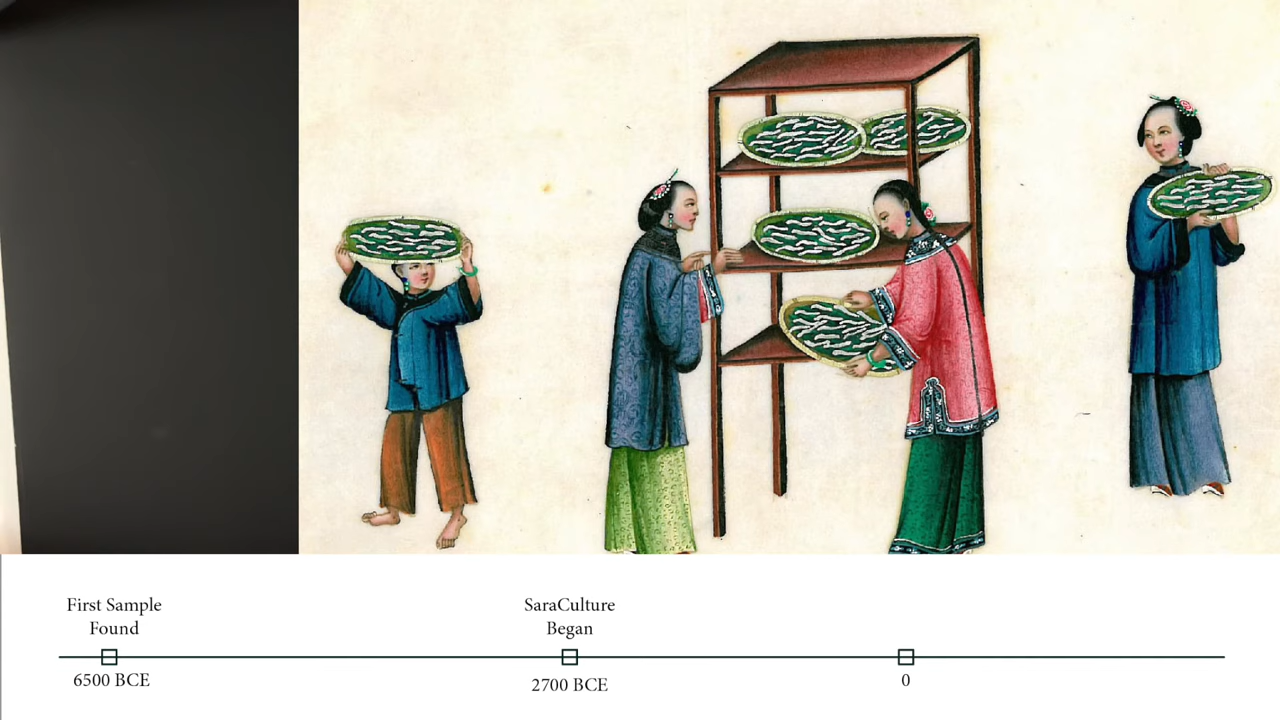 First Sample
Found
SaraCulture
Began
6500 BCE
2700 BCE
0